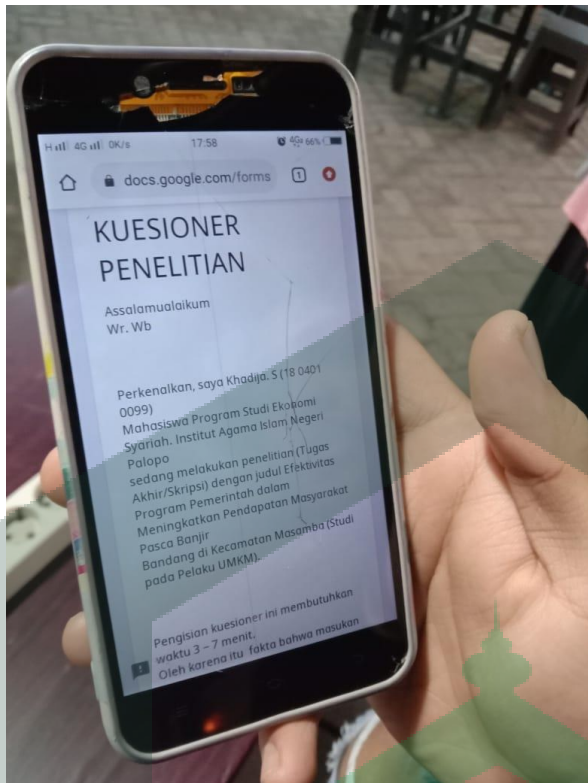 H 4G 0K/s 17:58 4G 66%
docs.google.com/forms 1
KUESIONER
PENELITIAN
Assalamualaikum
Wr. Wb
Perkenalkan, saya Khadija. S (18 0401
0099)
Mahasiswa Program Studi Ekonomi
Syariah. Institut Agama Islam Negeri
Palopo
sedang melakukan penelitian (Tugas
Akhir/Skripsi) dengan judul Efektivitas
Program Pemerintah dalam
Meningkatkan Pendapatan Masyarakat
Pasca Banjir
Bandang di Kecamatan Masamba (Studi
pada Pelaku UMKM).
Pengisian kuesioner ini membutuhkan
waktu 3 – 7 menit.
Oleh karena itu fakta bahwa masukan